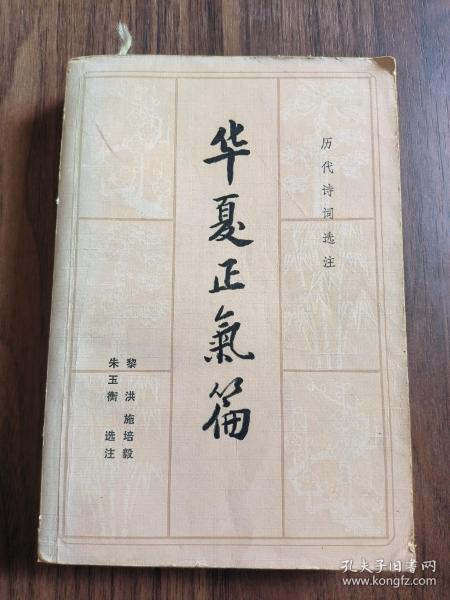 历代诗词选注
华夏正氣篇
黎洪 施培毅
朱玉衡 选注
孔夫子旧书网
www.kongfz.com